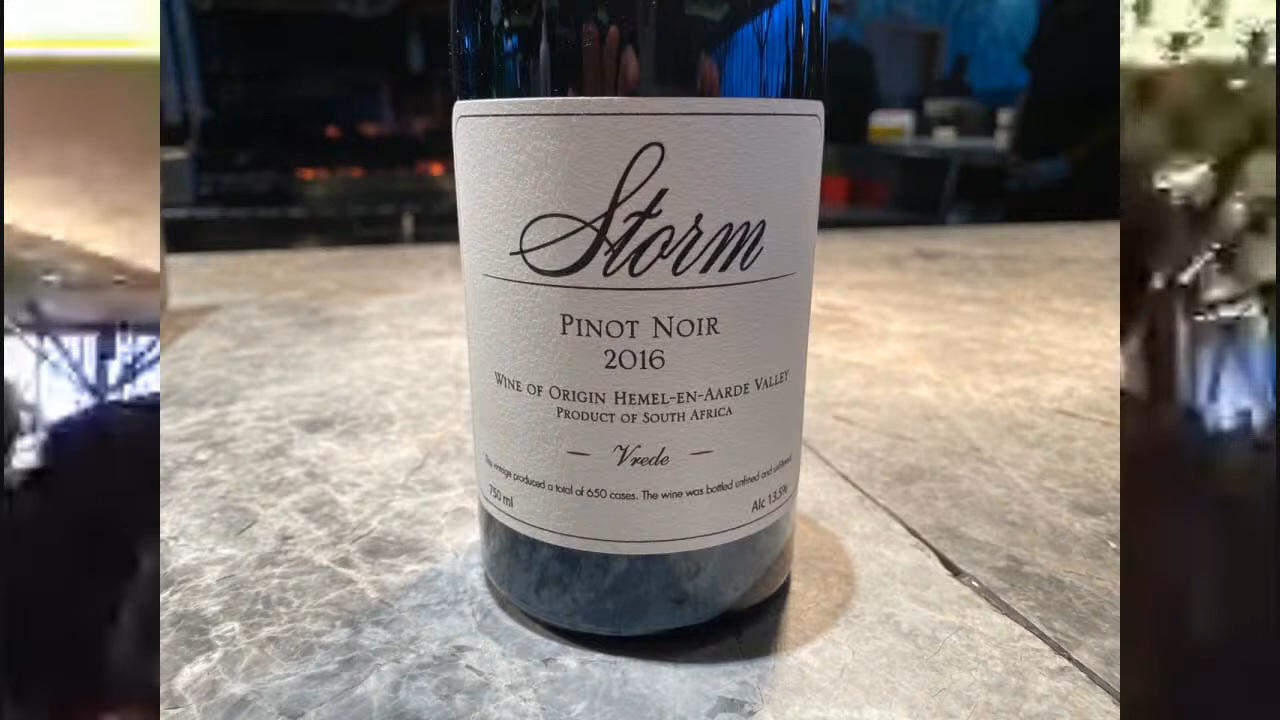 Storm
PINOT NOIR
2016
WINE OF ORIGIN HEMEL-EN-AARDE VALLEY
PRODUCT OF SOUTH AFRICA
— Vrede —
This vintage produced a total of 650 cases. The wine was bottled unfined and unfiltered
750 ml
Alc 13.5%